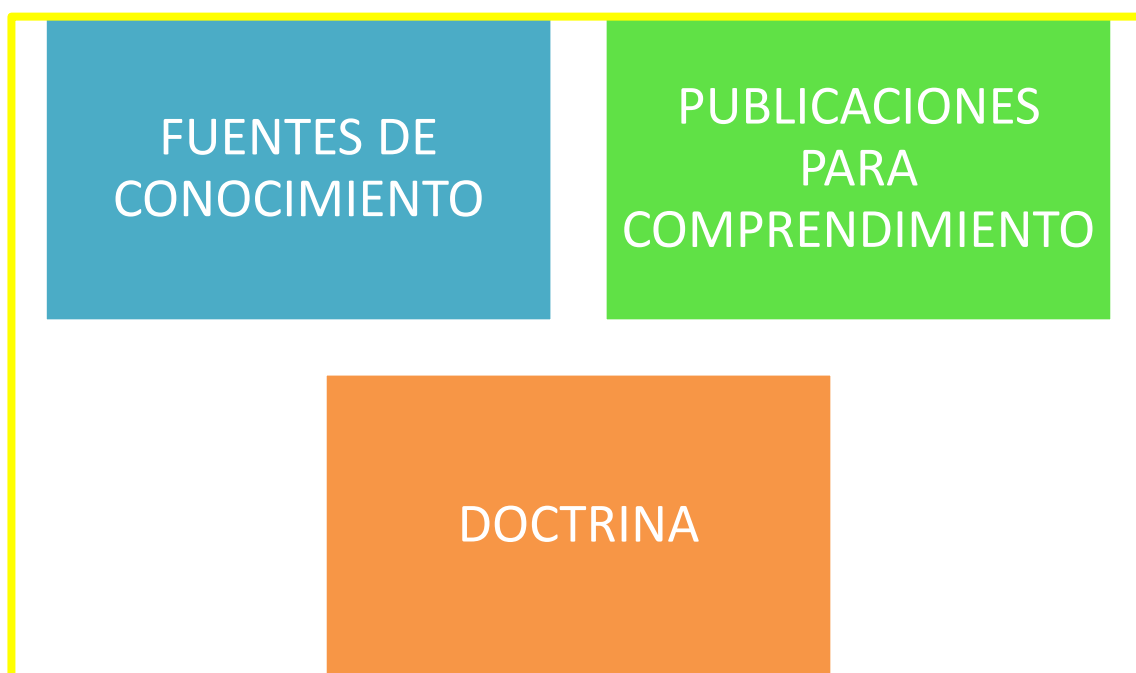 FUENTES DE
CONOCIMIENTO
PUBLICACIONES
PARA
COMPRENDIMIENTO
DOCTRINA